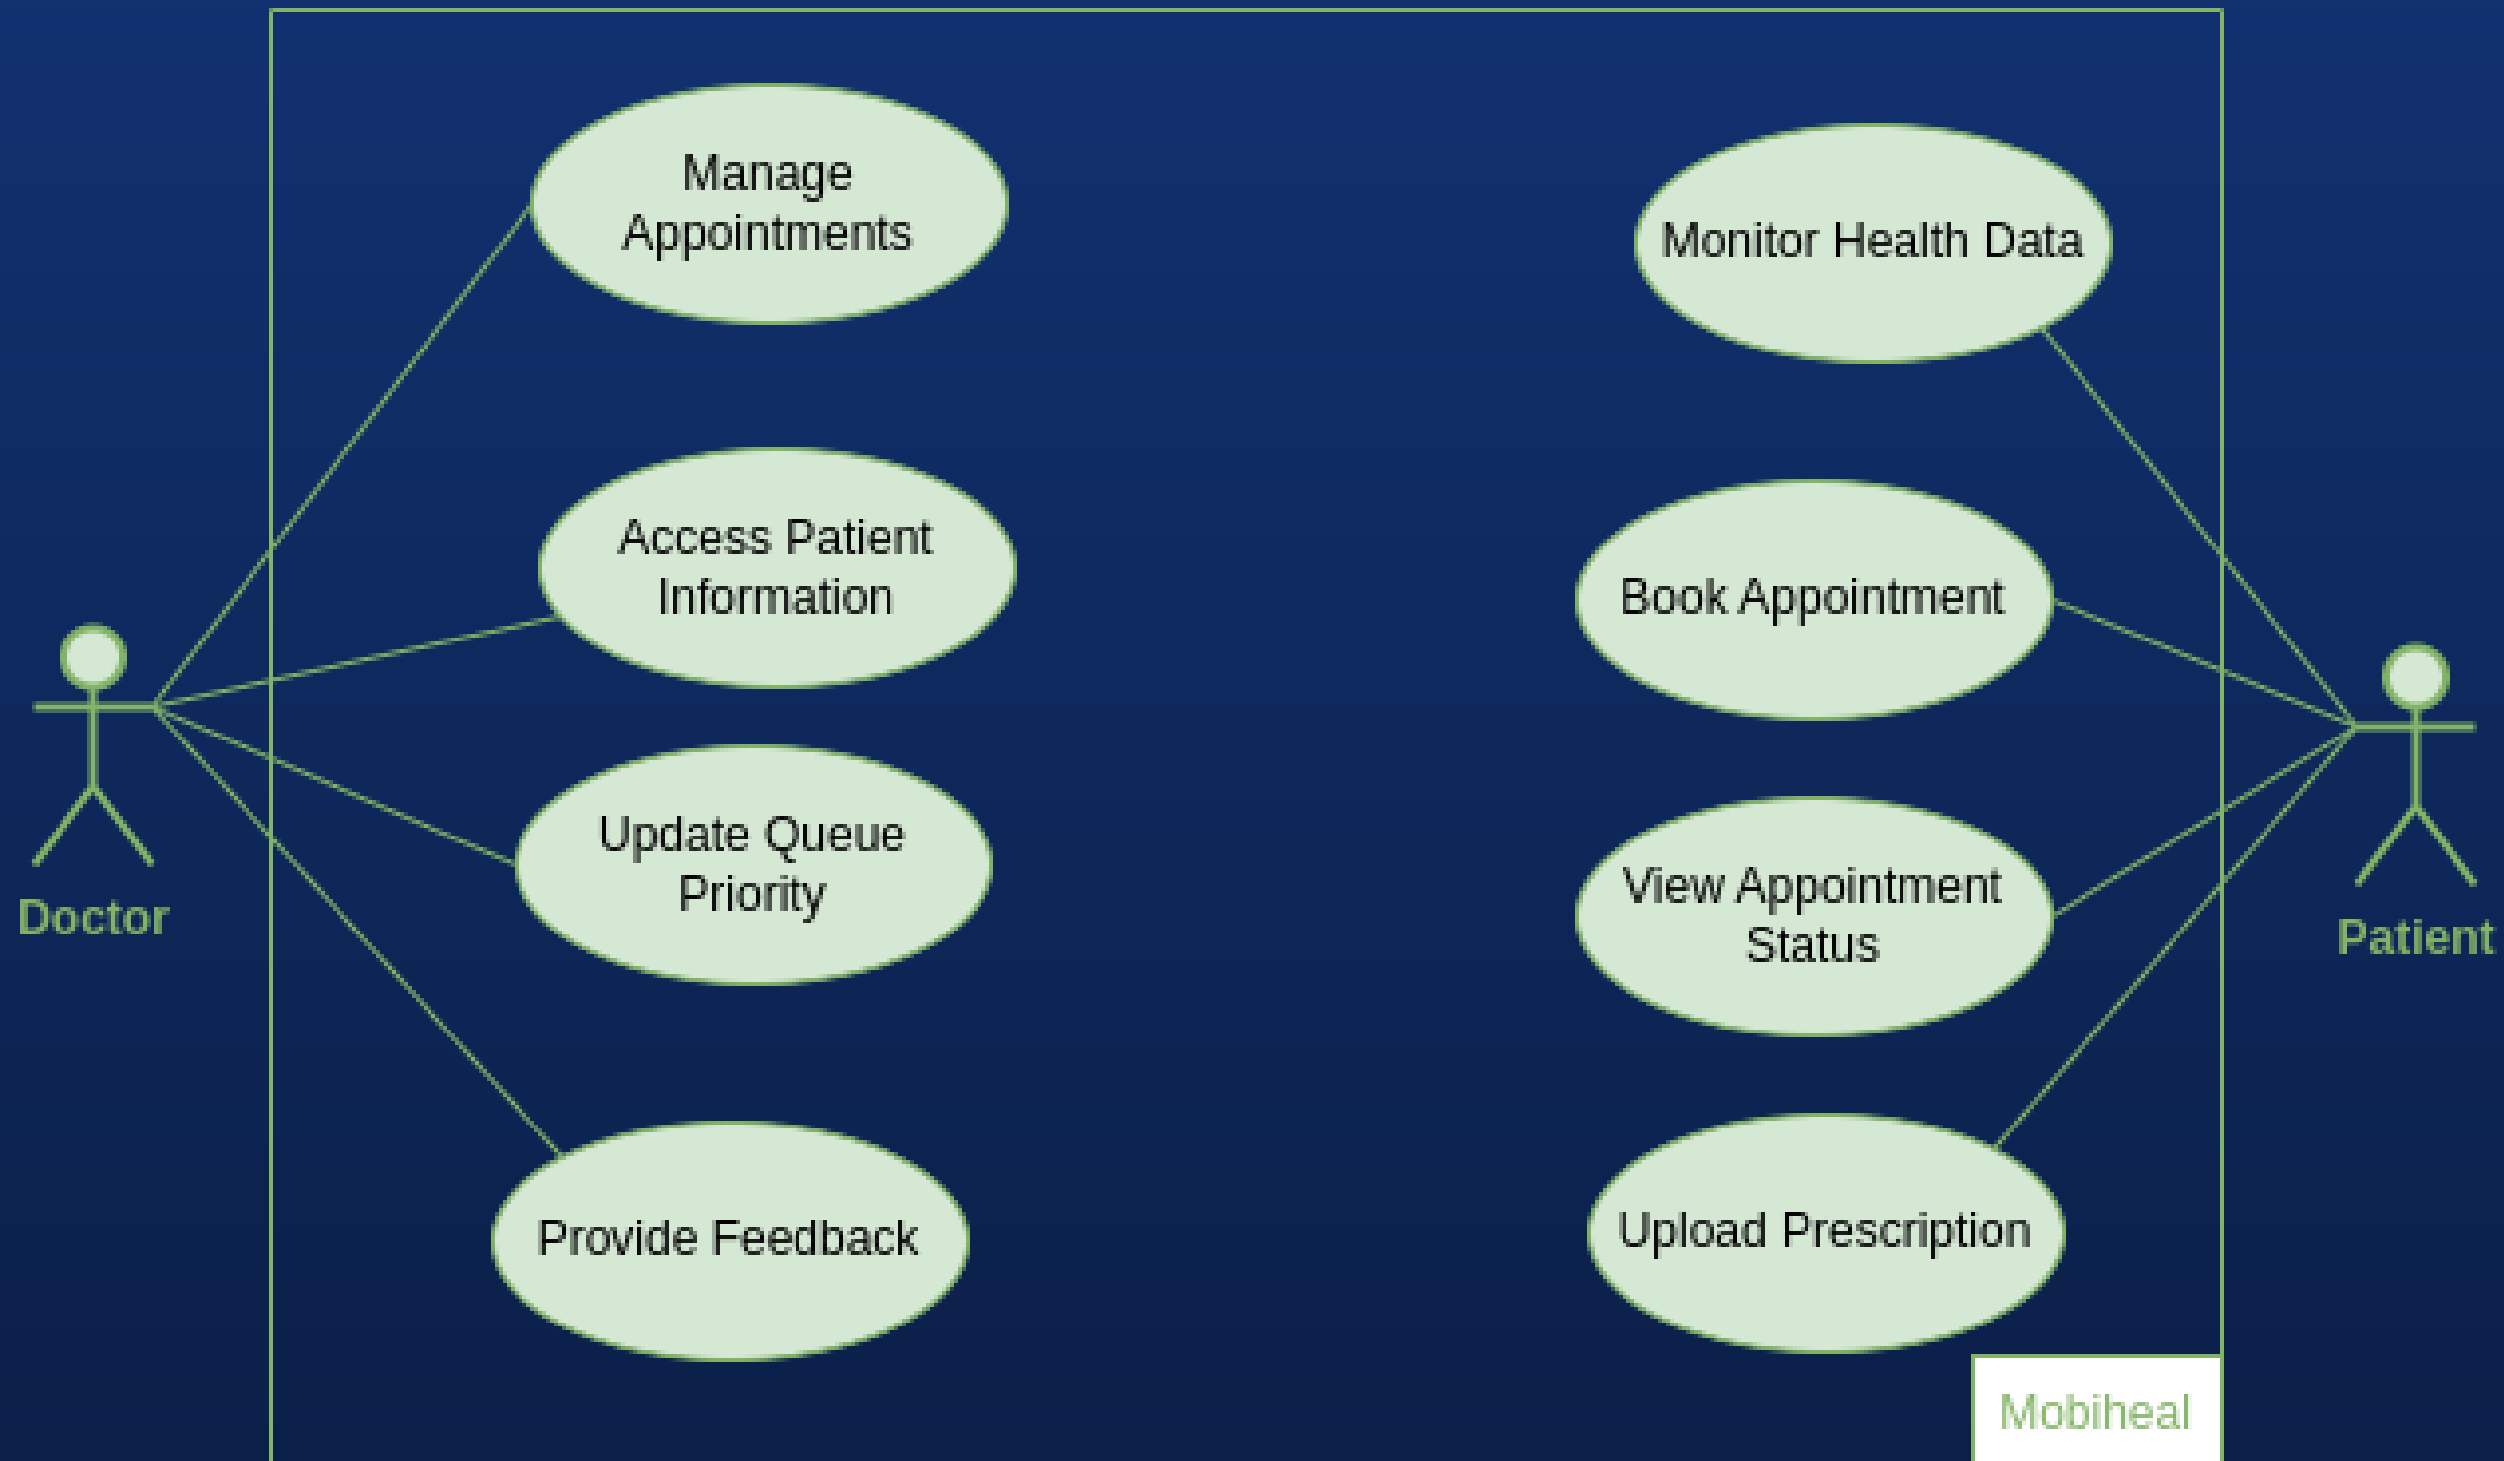 Manage
Appointments
Monitor Health Data
Access Patient
Information
Book Appointment
Update Queue
Priority
View Appointment
Status
Doctor
Patient
Provide Feedback
Upload Prescription
Mobiheal